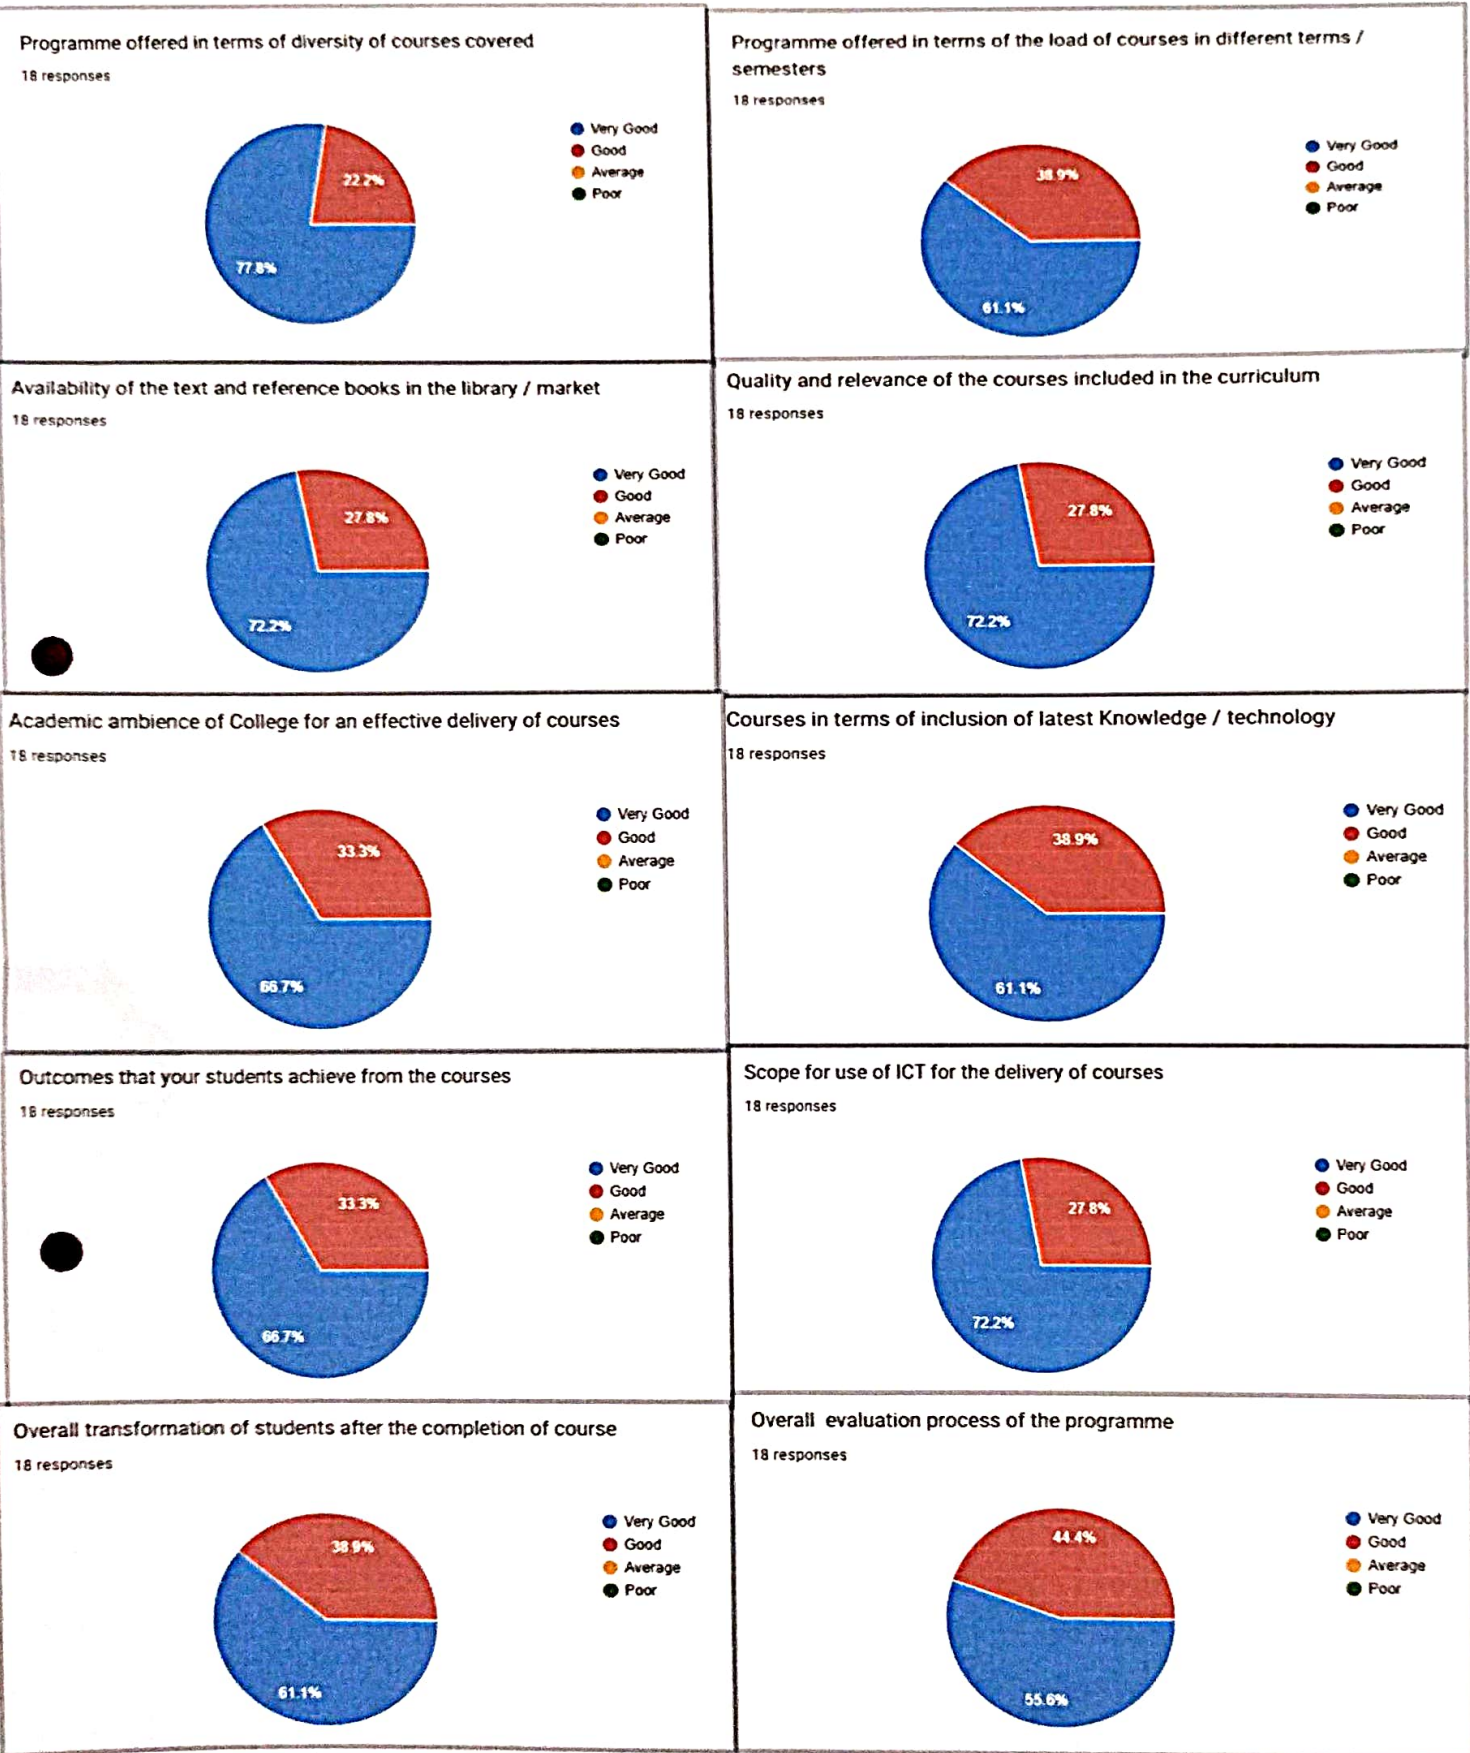 Programme offered in terms of diversity of courses covered
18 responses
Very Good
Good
Average
Poor
22.2%
77.8%
Programme offered in terms of the load of courses in different terms /
semesters
18 responses
Very Good
Good
Average
Poor
38.9%
61.1%
Availability of the text and reference books in the library / market
18 responses
Very Good
Good
Average
Poor
27.8%
72.2%
Quality and relevance of the courses included in the curriculum
18 responses
Very Good
Good
Average
Poor
27.8%
72.2%
Academic ambience of College for an effective delivery of courses
18 responses
Very Good
Good
Average
Poor
33.3%
66.7%
Courses in terms of inclusion of latest Knowledge / technology
18 responses
Very Good
Good
Average
Poor
38.9%
61.1%
Outcomes that your students achieve from the courses
18 responses
Very Good
Good
Average
Poor
33.3%
66.7%
Scope for use of ICT for the delivery of courses
18 responses
Very Good
Good
Average
Poor
27.8%
72.2%
Overall transformation of students after the completion of course
18 responses
Very Good
Good
Average
Poor
38.9%
61.1%
Overall evaluation process of the programme
18 responses
Very Good
Good
Average
Poor
44.4%
55.6%